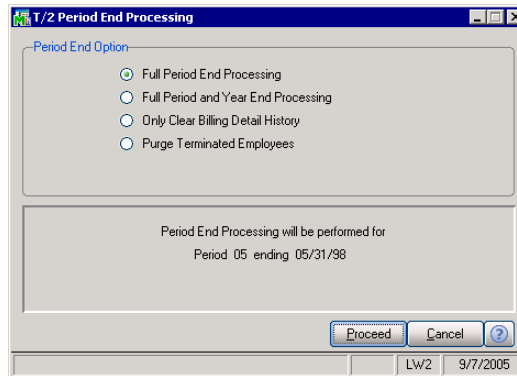 T/2 Period End Processing
Period End Option
Full Period End Processing
Full Period and Year End Processing
Only Clear Billing Detail History
Purge Terminated Employees
Period End Processing will be performed for
Period 05 ending 05/31/98
Proceed Cancel ?
LW2 9/7/2005